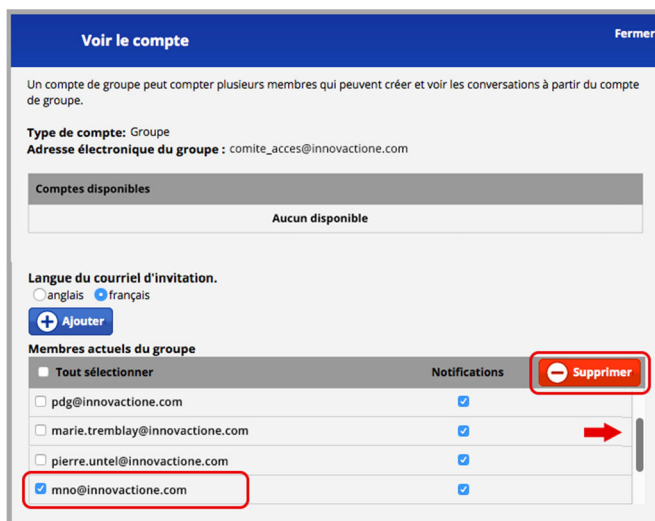 Voir le compte
Fermer
Un compte de groupe peut compter plusieurs membres qui peuvent créer et voir les conversations à partir du compte
de groupe.
Type de compte: Groupe
Adresse électronique du groupe : comite_acces@innovactione.com
Comptes disponibles
Aucun disponible
Langue du courriel d'invitation.
anglais français
Ajouter
Membres actuels du groupe
Tout sélectionner Notifications Supprimer
pdg@innovactione.com
marie.tremblay@innovactione.com
pierre.untel@innovactione.com
mno@innovactione.com